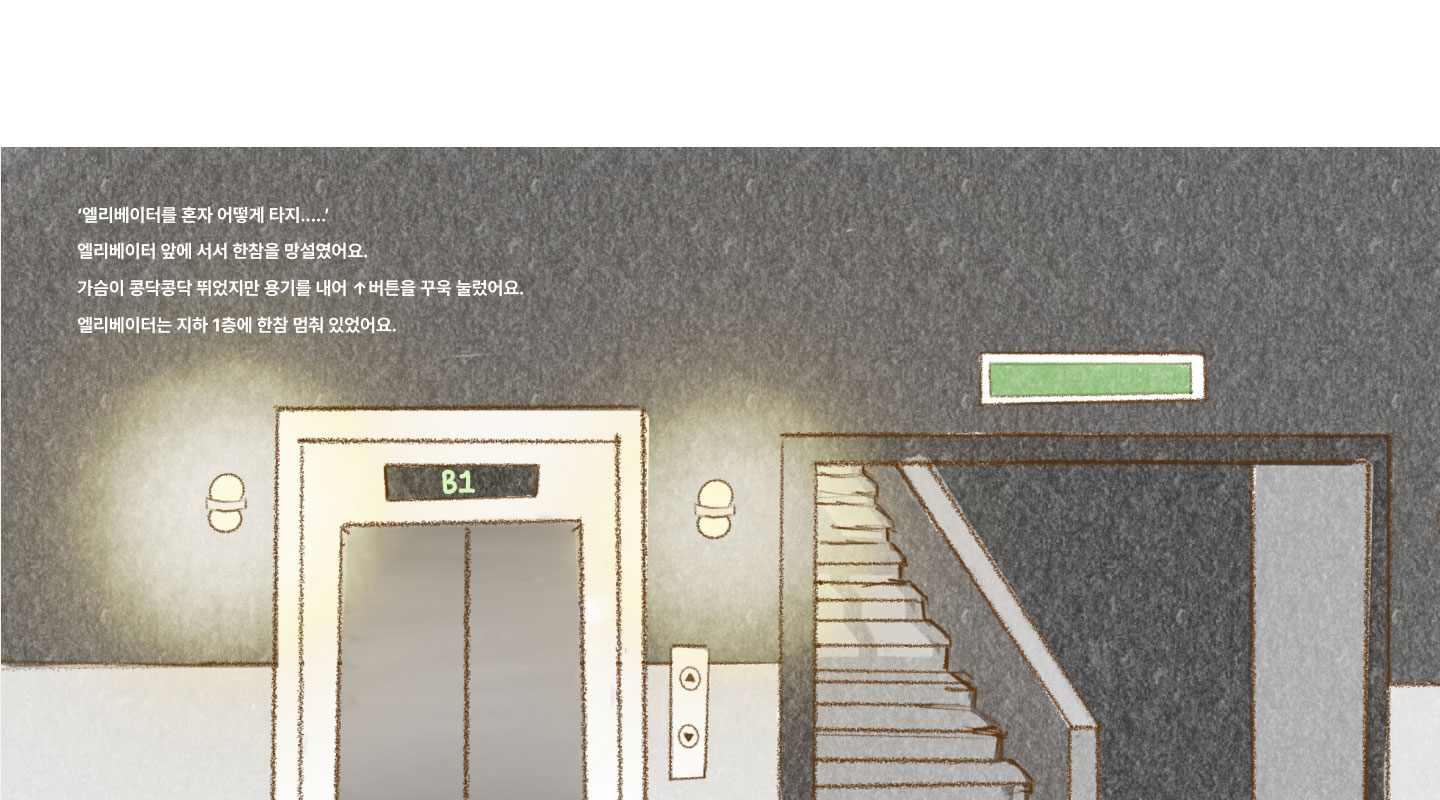 ‘엘리베이터를 혼자 어떻게 타지.....’
엘리베이터 앞에 서서 한참을 망설였어요.
가슴이 콩닥콩닥 뛰었지만 용기를 내어 ↑버튼을 꾸욱 눌렀어요.
엘리베이터는 지하 1층에 한참 멈춰 있었어요.
B1